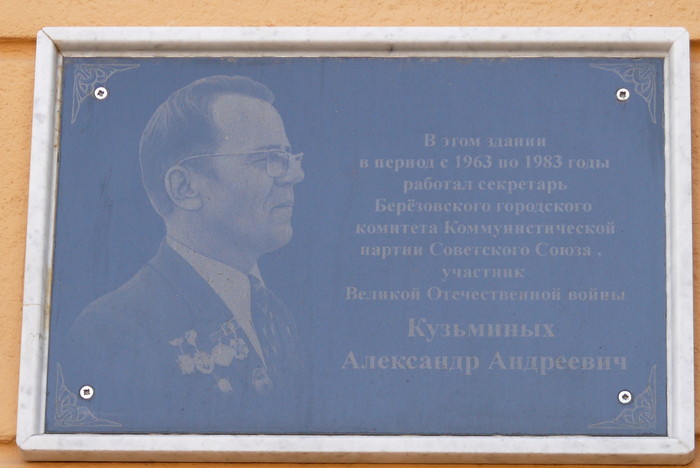 В этом здании
в период с 1963 по 1983 годы
работал секретарь
Берёзовского городского
комитета Коммунистической
партии Советского Союза ,
участник
Великой Отечественной войны
Кузьминых
Александр Андреевич